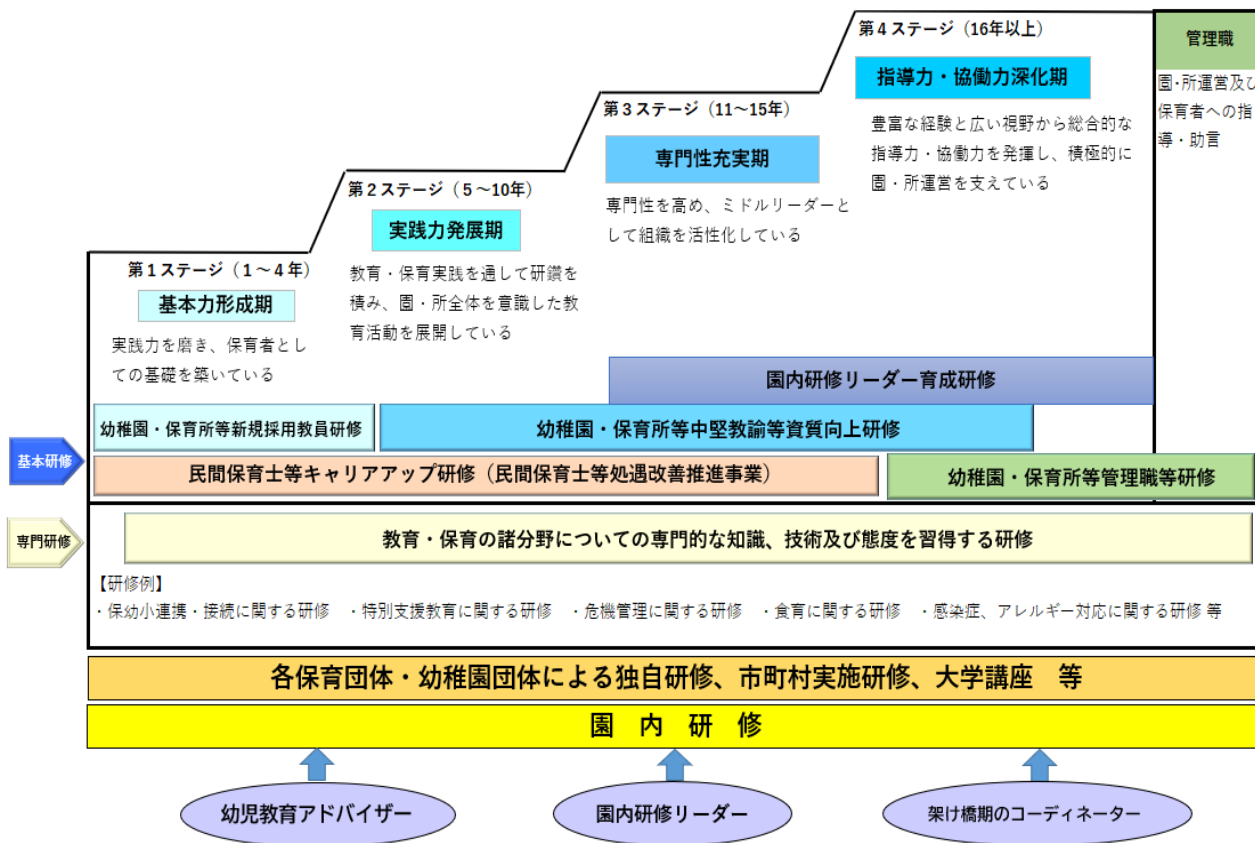 第４ステージ（16年以上）
管理職
指導力・協働力深化期
園・所運営及び
保育者への指
導・助言
豊富な経験と広い視野から総合的な
指導力・協働力を発揮し、積極的に
園・所運営を支えている
第３ステージ（11～15年）
専門性充実期
専門性を高め、ミドルリーダーと
して組織を活性化している
第２ステージ（５～10年）
実践力発展期
教育・保育実践を通して研鑽を
積み、園・所全体を意識した教
育活動を展開している
第１ステージ（１～４年）
基本力形成期
実践力を磨き、保育者とし
ての基礎を築いている
園内研修リーダー育成研修
幼稚園・保育所等新規採用教員研修
幼稚園・保育所等中堅教諭等資質向上研修
基本研修
民間保育士等キャリアアップ研修（民間保育士等処遇改善推進事業）
幼稚園・保育所等管理職等研修
専門研修
教育・保育の諸分野についての専門的な知識、技術及び態度を習得する研修
【研修例】
・保幼小連携・接続に関する研修　・特別支援教育に関する研修　・危機管理に関する研修　・食育に関する研修　・感染症、アレルギー対応に関する研修 等
各保育団体・幼稚園団体による独自研修、市町村実施研修、大学講座　等
園　内　研　修
幼児教育アドバイザー
園内研修リーダー
架け橋期のコーディネーター